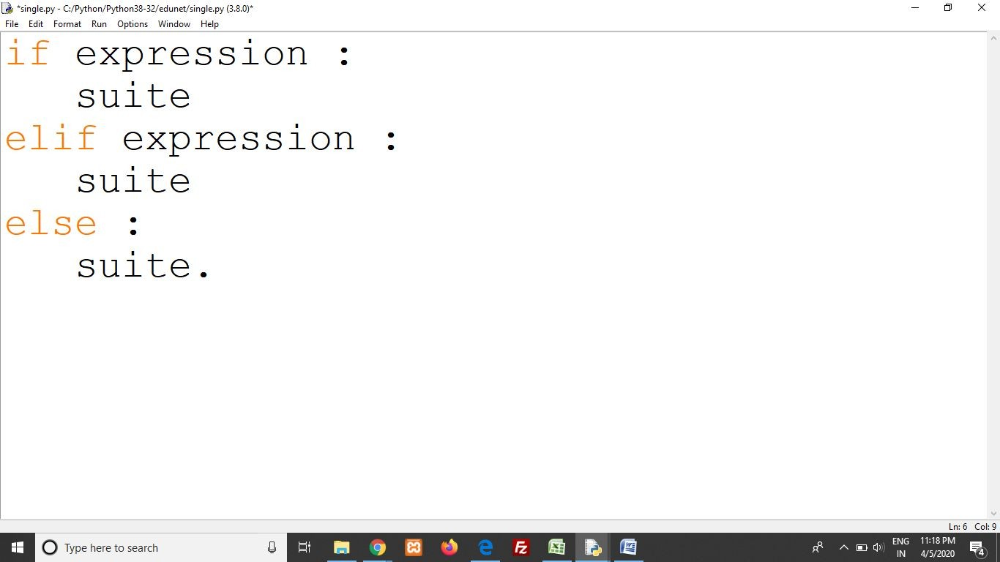 *single.py - C:/Python/Python38-32/edunet/single.py (3.8.0)*
File Edit Format Run Options Window Help
if expression :
   suite
elif expression :
   suite
else :
   suite.
Ln: 6 Col: 9
Type here to search
ENG
IN
11:18 PM
4/5/2020
4